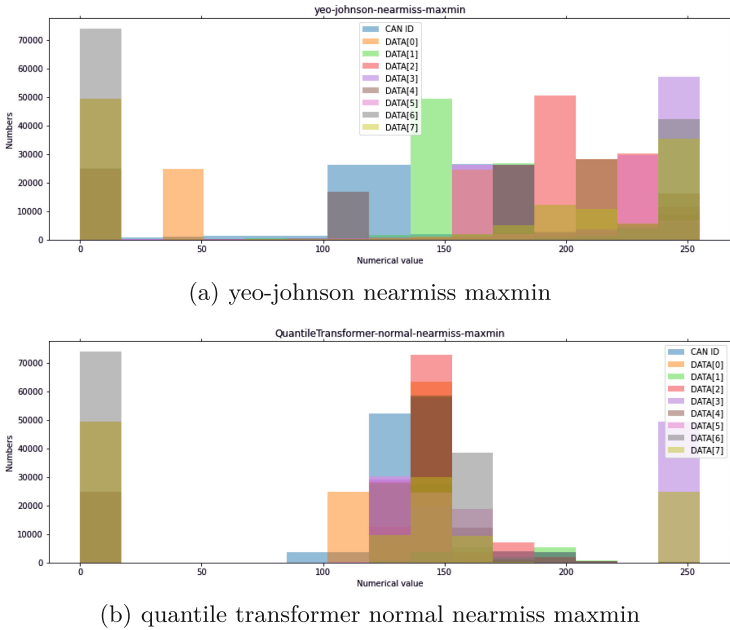 yeo-johnson-nearmiss-maxmin
CAN ID
DATA[0]
DATA[1]
DATA[2]
DATA[3]
DATA[4]
DATA[5]
DATA[6]
DATA[7]
70000
60000
50000
40000
30000
20000
10000
0
Numbers
0
50
100
150
200
250
Numerical value
(a) yeo-johnson nearmiss maxmin
QuantileTransformer-normal-nearmiss-maxmin
CAN ID
DATA[0]
DATA[1]
DATA[2]
DATA[3]
DATA[4]
DATA[5]
DATA[6]
DATA[7]
70000
60000
50000
40000
30000
20000
10000
0
Numbers
0
50
100
150
200
250
Numerical value
(b) quantile transformer normal nearmiss maxmin